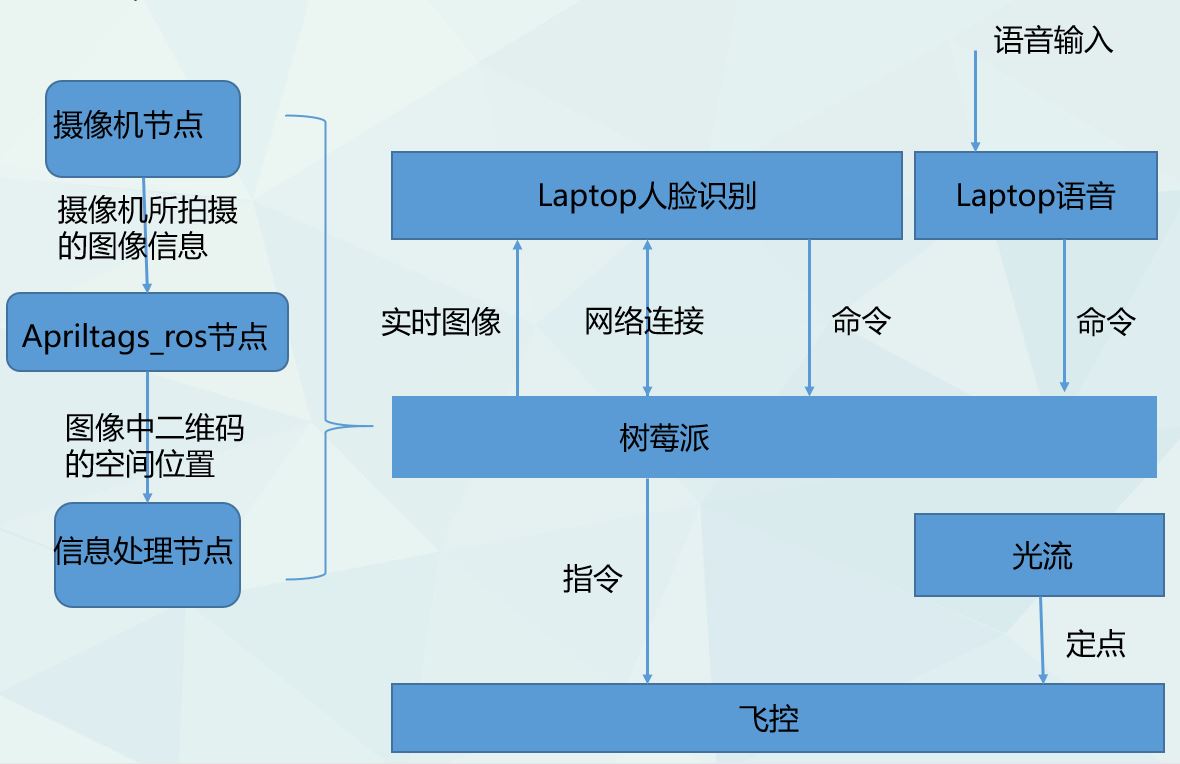 语音输入
摄像机节点
摄像机所拍摄
的图像信息
Apriltags_ros节点
图像中二维码
的空间位置
信息处理节点
Laptop人脸识别
Laptop语音
实时图像
网络连接
命令
命令
树莓派
指令
光流
定点
飞控